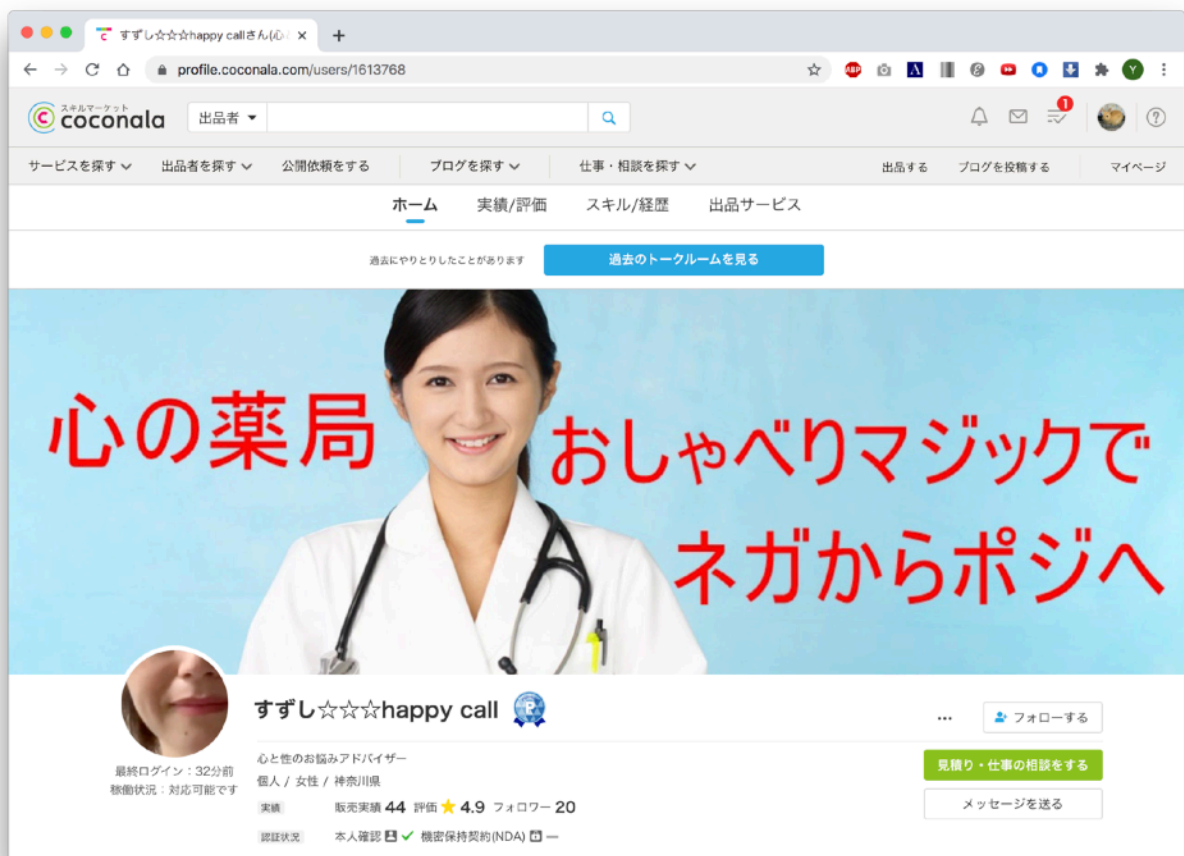 すずし☆☆☆happy callさん(心
profile.coconala.com/users/1613768
ABP
A
Y
スキルマーケット
coconala
出品者
1
サービスを探す
出品者を探す
公開依頼をする
ブログを探す
仕事・相談を探す
出品する
ブログを投稿する
マイページ
ホーム
実績/評価
スキル/経歴
出品サービス
過去にやりとりしたことがあります
過去のトークルームを見る
心の薬局
おしゃべりマジックで
ネガからポジへ
すずし☆☆☆happy call
フォローする
心と性のお悩みアドバイザー
個人 / 女性 / 神奈川県
最終ログイン：32分前
稼働状況：対応可能です
見積り・仕事の相談をする
メッセージを送る
実績 販売実績 44 評価 4.9 フォロワー 20
認証状況 本人確認 機密保持契約(NDA) ―